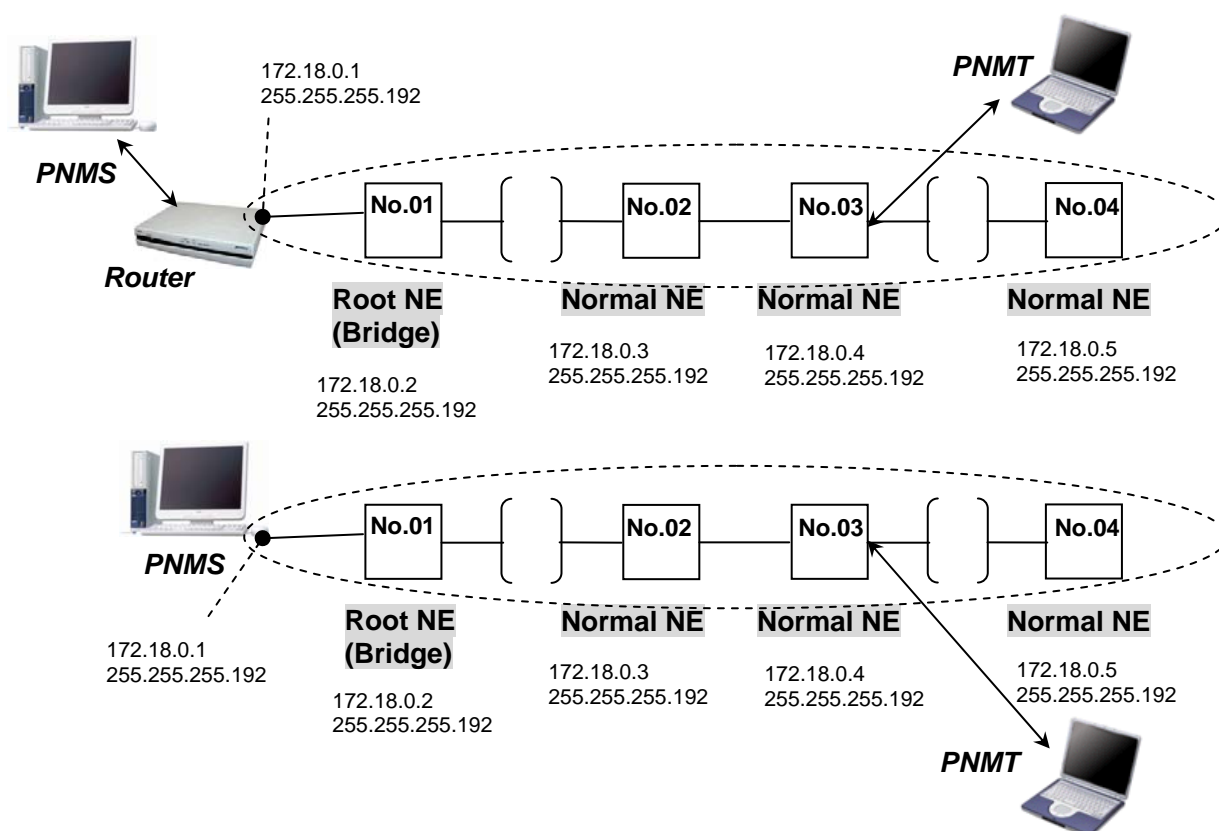 172.18.0.1
255.255.255.192
PNMT
PNMS
Router
No.01
No.02
No.03
No.04
Root NE
(Bridge)
Normal NE
Normal NE
Normal NE
172.18.0.2
255.255.255.192
172.18.0.3
255.255.255.192
172.18.0.4
255.255.255.192
172.18.0.5
255.255.255.192
PNMS
No.01
No.02
No.03
No.04
172.18.0.1
255.255.255.192
Root NE
(Bridge)
Normal NE
Normal NE
Normal NE
172.18.0.2
255.255.255.192
172.18.0.3
255.255.255.192
172.18.0.4
255.255.255.192
172.18.0.5
255.255.255.192
PNMT